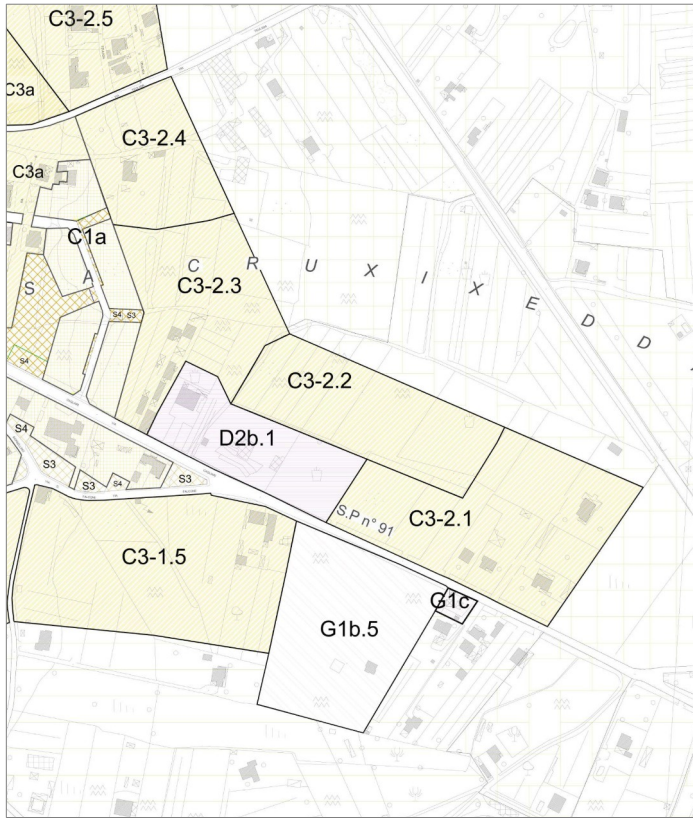 C3-2.5
C3a
C3-2.4
C3a
C1a
S A C R U X I X E D D
C3-2.3
S4 S3
S4
C3-2.2
D2b.1
S4
S3
S3
S4
S3
S.P n° 91
C3-2.1
C3-1.5
G1c
G1b.5